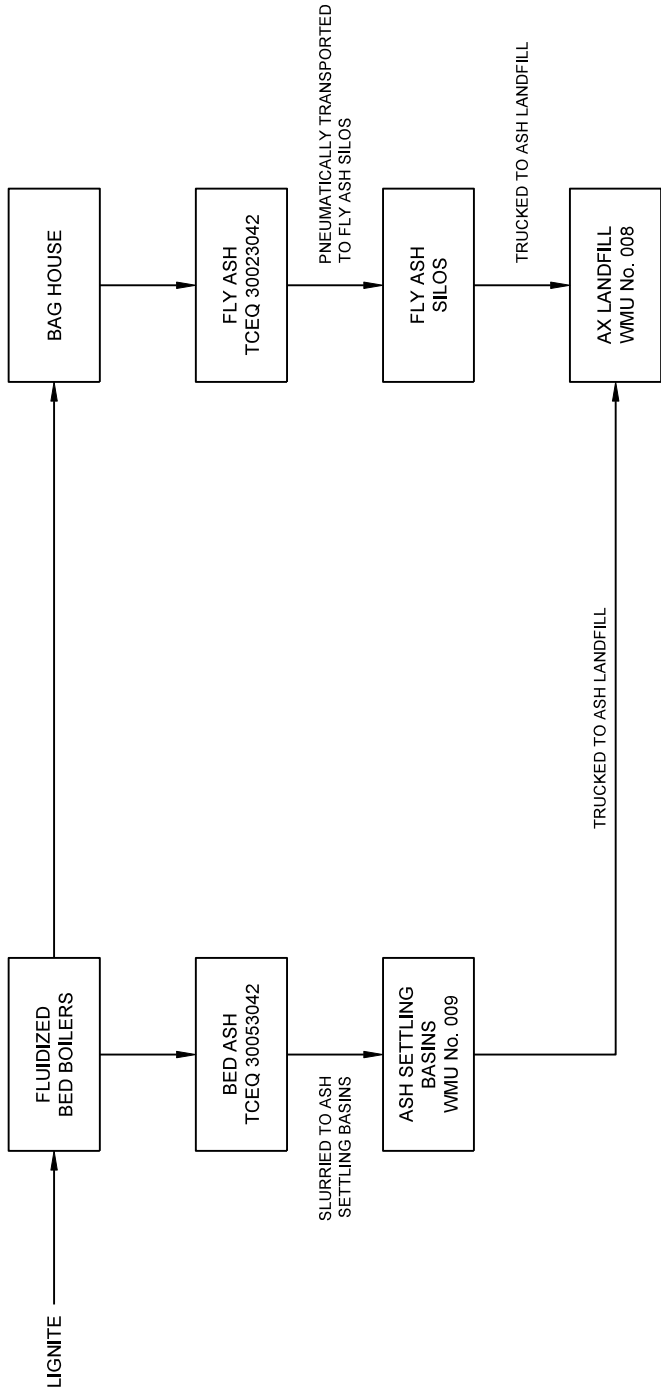 LIGNITE
FLUIDIZED
BED BOILERS
BAG HOUSE
BED ASH
TCEQ 30053042
FLY ASH
TCEQ 30023042
SLURRIED TO ASH
SETTLING BASINS
PNEUMATICALLY TRANSPORTED
TO FLY ASH SILOS
ASH SETTLING
BASINS
WMU No. 009
FLY ASH
SILOS
TRUCKED TO ASH LANDFILL
TRUCKED TO ASH LANDFILL
AX LANDFILL
WMU No. 008